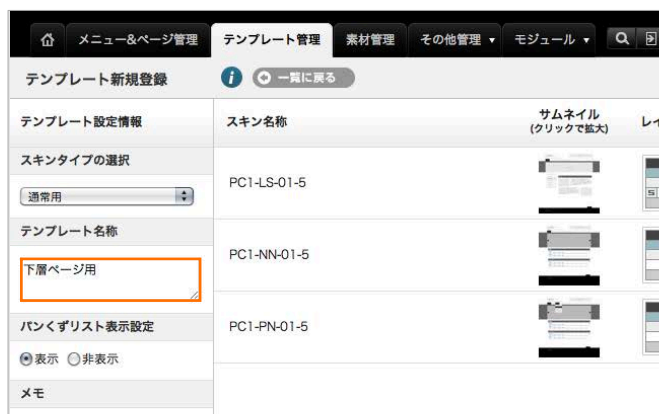 メニュー&ページ管理 テンプレート管理 素材管理 その他管理 ▼ モジュール ▼
テンプレート新規登録 i 一覧に戻る
テンプレート設定情報 スキン名称 サムネイル
(クリックで拡大)
スキンタイプの選択
通常用
PC1-LS-01-5
テンプレート名称
下層ページ用
PC1-NN-01-5
パンくずリスト表示設定
PC1-PN-01-5
表示 非表示
メモ